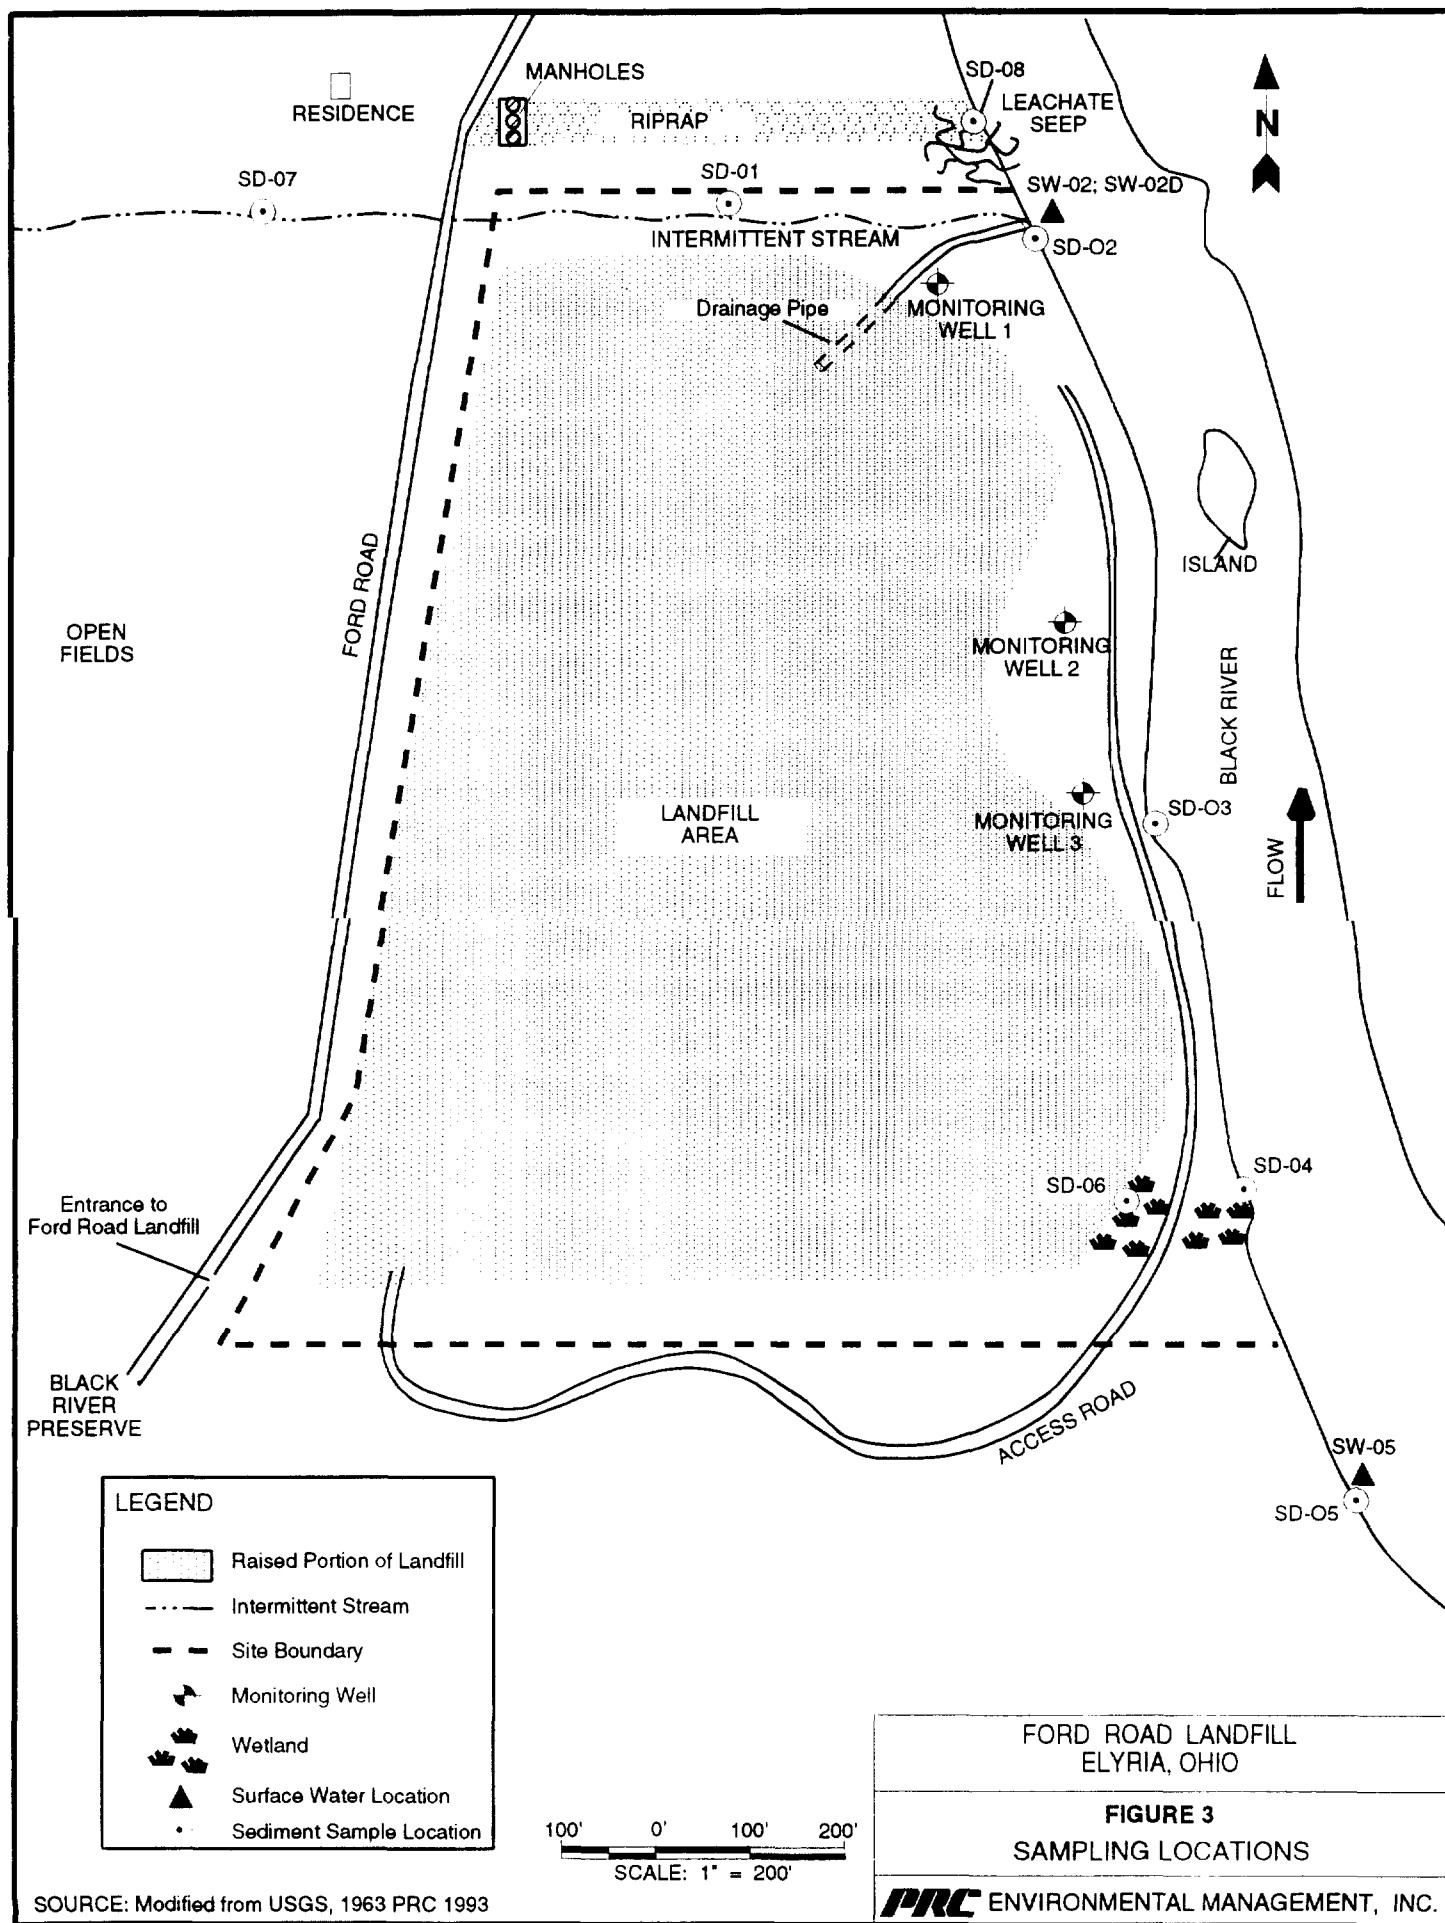 MANHOLES
SD-08
RESIDENCE
RIPRAP
LEACHATE
SEEP
N
SD-07
SD-01
SW-02; SW-02D
INTERMITTENT STREAM
SD-O2
Drainage Pipe
MONITORING
WELL 1
FORD ROAD
ISLAND
OPEN
FIELDS
MONITORING
WELL 2
BLACK RIVER
LANDFILL
AREA
SD-O3
MONITORING
WELL 3
FLOW
SD-04
SD-06
Entrance to
Ford Road Landfill
BLACK
RIVER
PRESERVE
ACCESS ROAD
SW-05
SD-O5
LEGEND
Raised Portion of Landfill
Intermittent Stream
Site Boundary
Monitoring Well
Wetland
Surface Water Location
Sediment Sample Location
100' 0' 100' 200'
SCALE: 1" = 200'
FORD ROAD LANDFILL
ELYRIA, OHIO
FIGURE 3
SAMPLING LOCATIONS
PRC ENVIRONMENTAL MANAGEMENT, INC.
SOURCE: Modified from USGS, 1963 PRC 1993